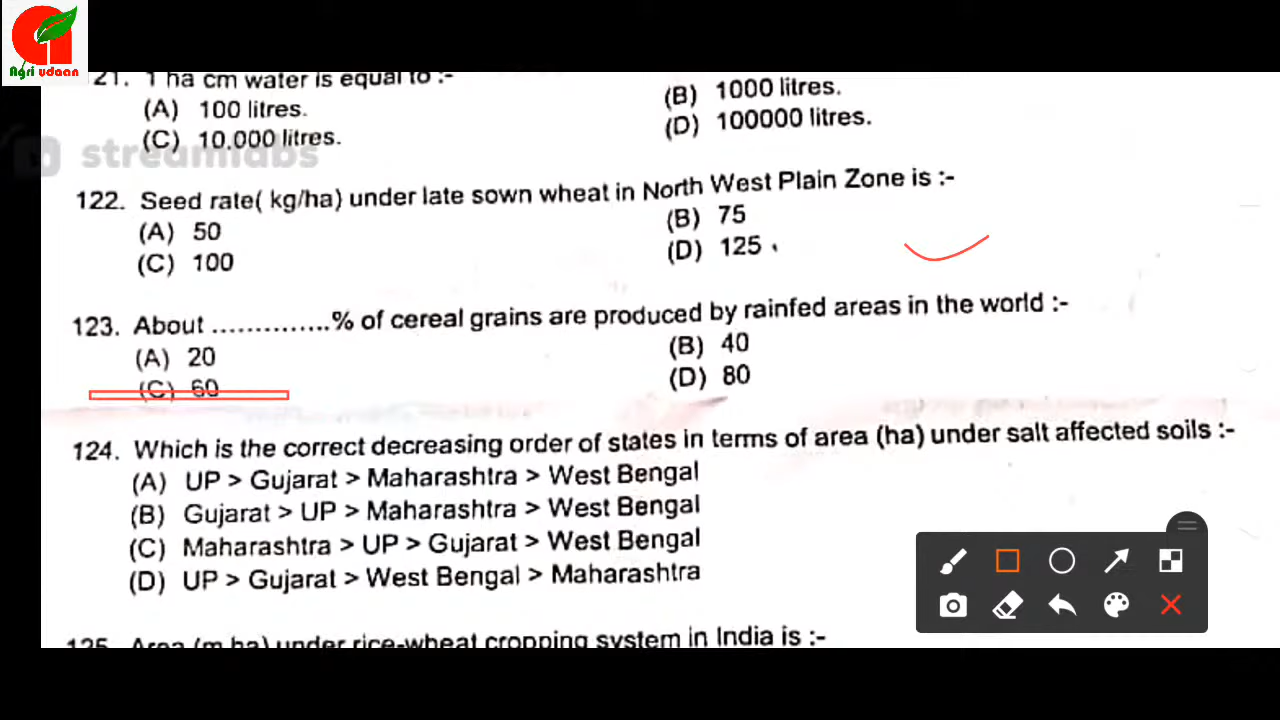 Agri udaan
121. 1 ha cm water is equal to :-
(A) 100 litres.
(B) 1000 litres.
(C) 10.000 litres.
(D) 100000 litres.
streamlabs
122. Seed rate( kg/ha) under late sown wheat in North West Plain Zone is :-
(A) 50
(B) 75
(C) 100
(D) 125
123. About ..............% of cereal grains are produced by rainfed areas in the world :-
(A) 20
(B) 40
(C) 60
(D) 80
124. Which is the correct decreasing order of states in terms of area (ha) under salt affected soils :-
(A) UP > Gujarat > Maharashtra > West Bengal
(B) Gujarat > UP > Maharashtra > West Bengal
(C) Maharashtra > UP > Gujarat > West Bengal
(D) UP > Gujarat > West Bengal > Maharashtra
125. Area (m ha) under rice-wheat cropping system in India is :-